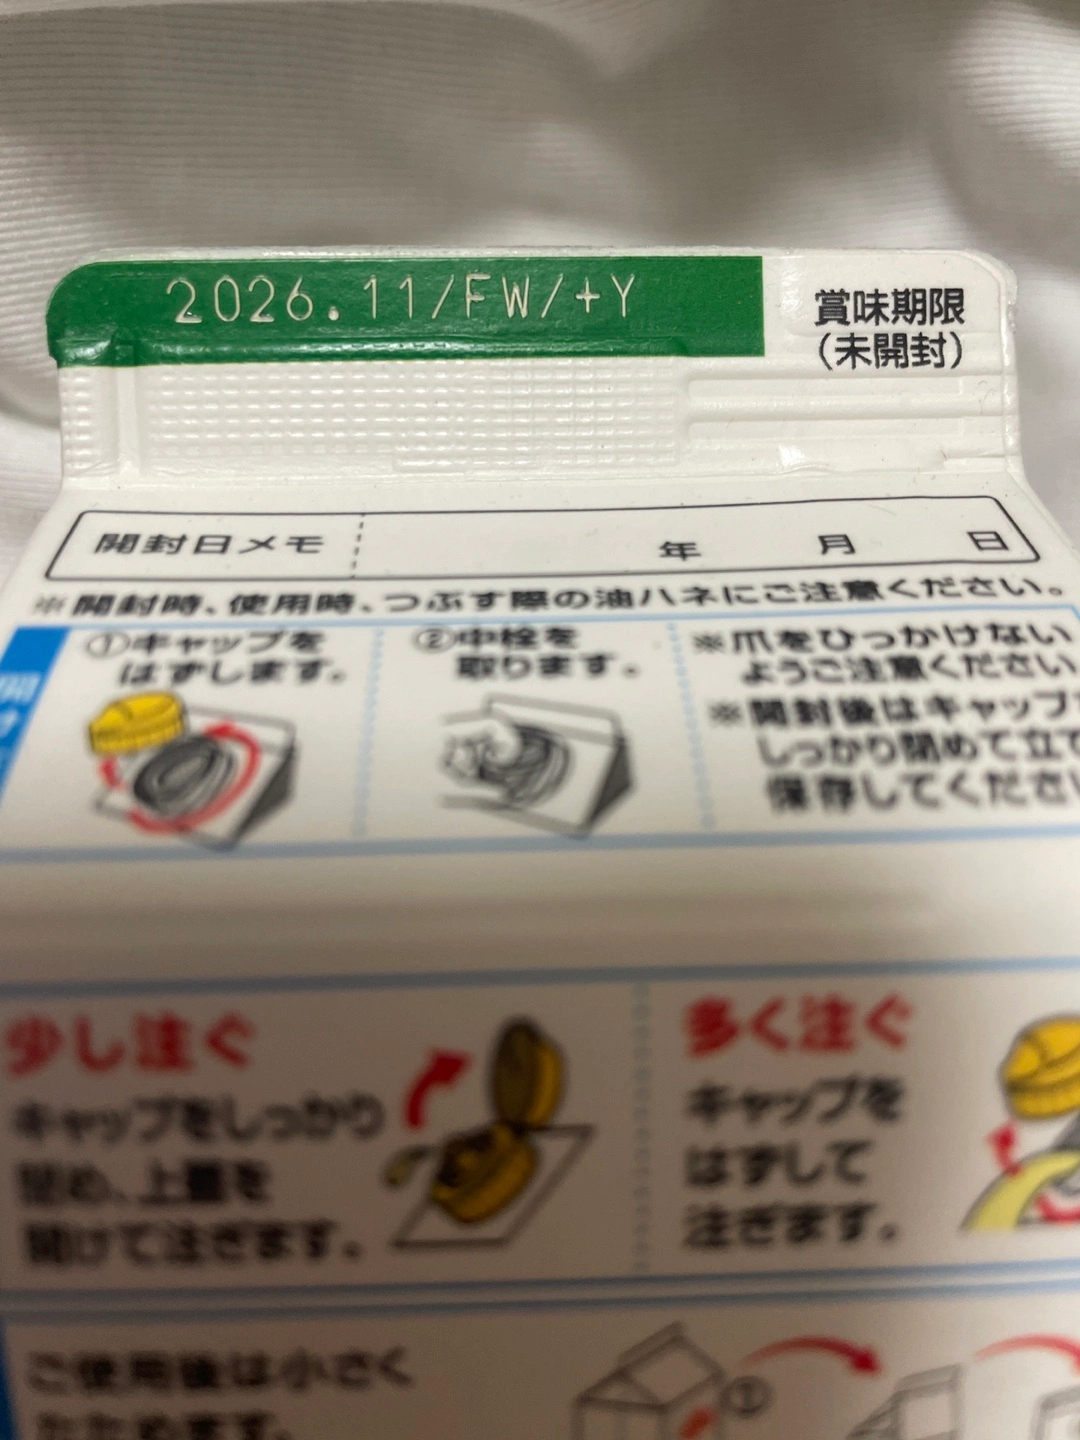 2026.11/FW/+Y
賞味期限
(未開封)
開封日メモ 年 月 日
※開封時、使用時、つぶす際の油ハネにご注意ください。
①キャップを
はずします。
②中栓を
取ります。
※爪をひっかけない
ようご注意ください
※開封後はキャップ
しっかり閉めて立て
保存してくださ
少し注ぐ
キャップをしっかり
閉め、上蓋を
開けて注ぎます。
多く注ぐ
キャップを
はずして
注ぎます。
ご使用後は小さく
たためます。
①